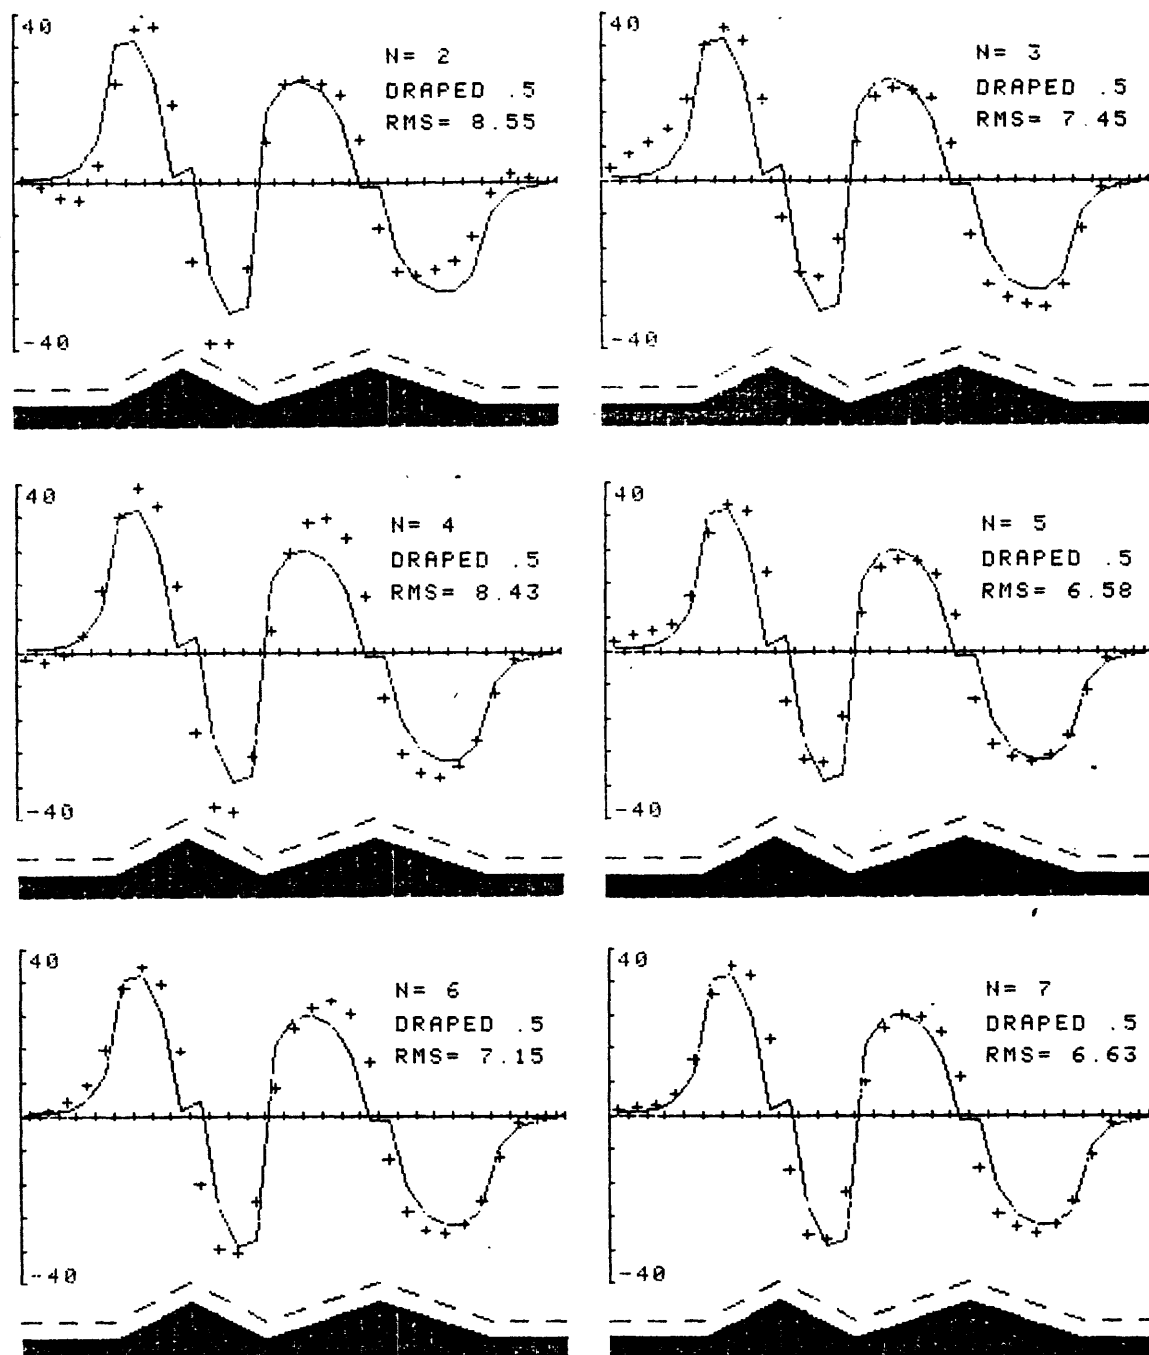 40
N= 2
DRAPED .5
RMS= 8.55
-40
40
N= 3
DRAPED .5
RMS= 7.45
-40
40
N= 4
DRAPED .5
RMS= 8.43
-40
40
N= 5
DRAPED .5
RMS= 6.58
-40
40
N= 6
DRAPED .5
RMS= 7.15
-40
40
N= 7
DRAPED .5
RMS= 6.63
-40